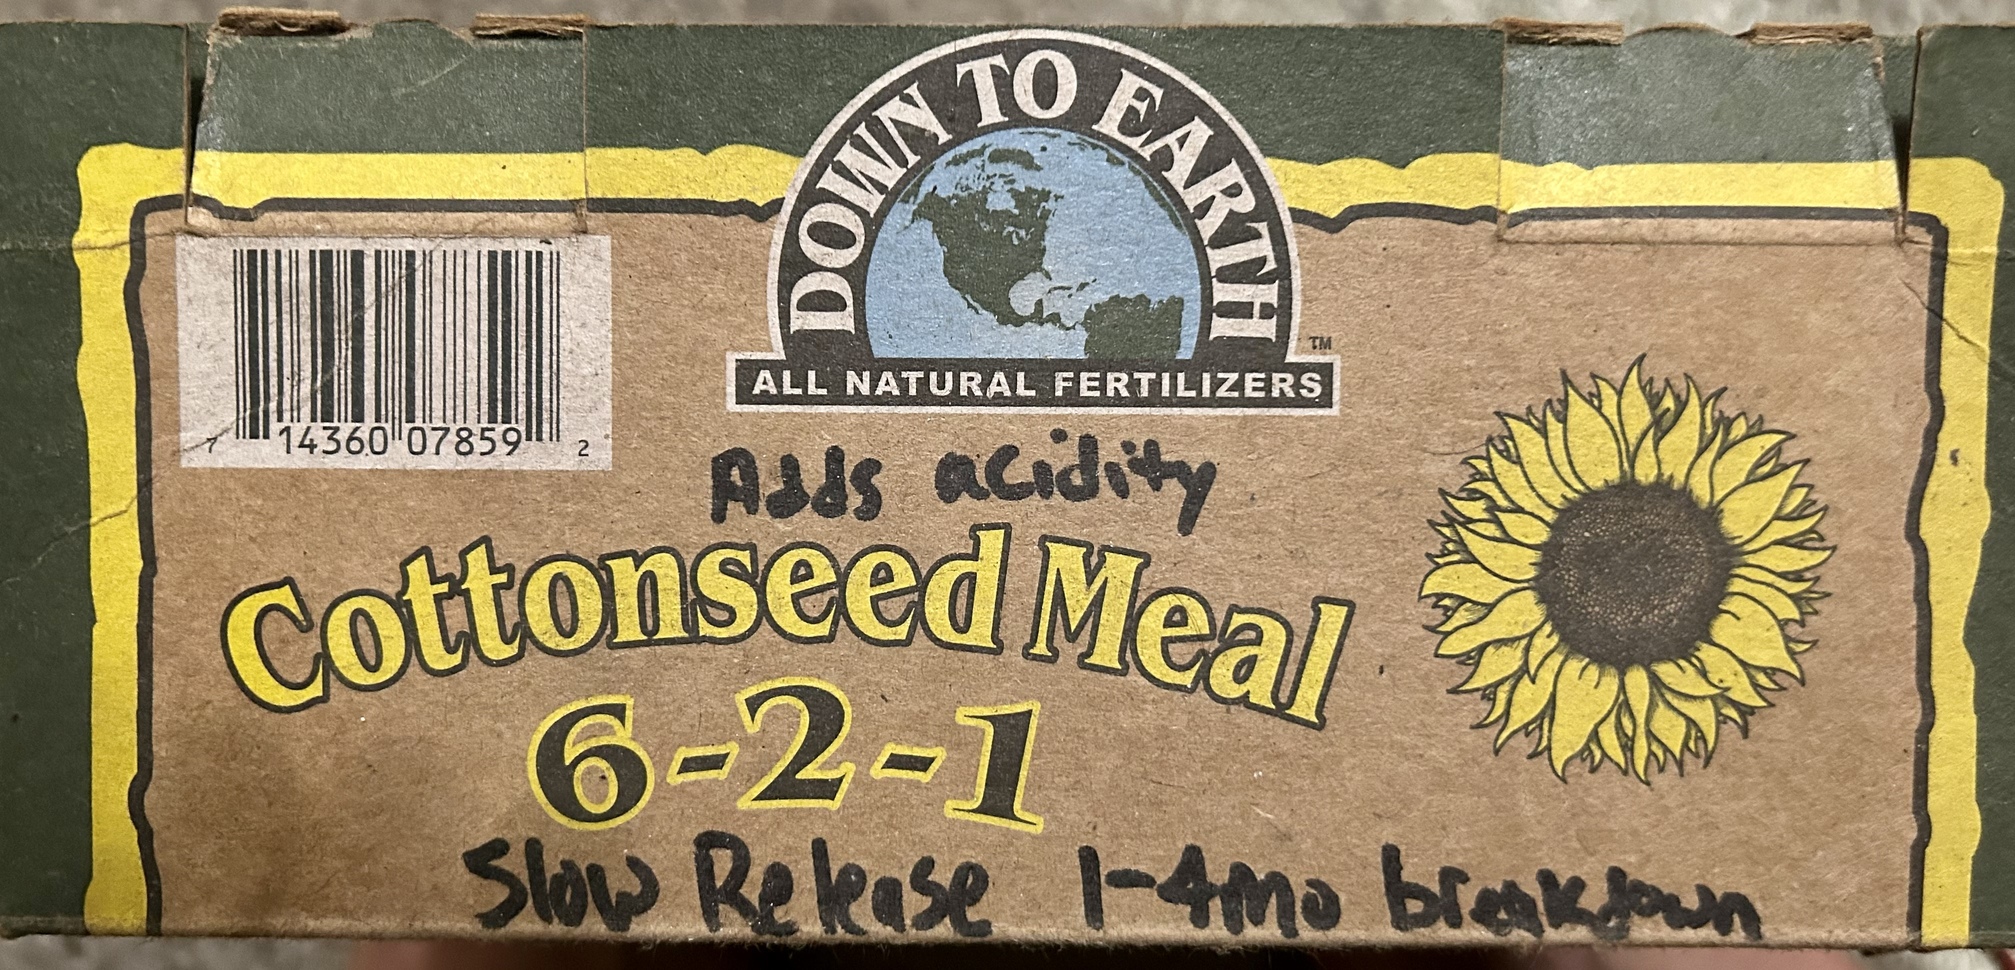 DOWN TO EARTH
TM
ALL NATURAL FERTILIZERS
7 14360 07859 2
Adds acidity
Cottonseed Meal
6-2-1
Slow Release 1-4mo breakdown